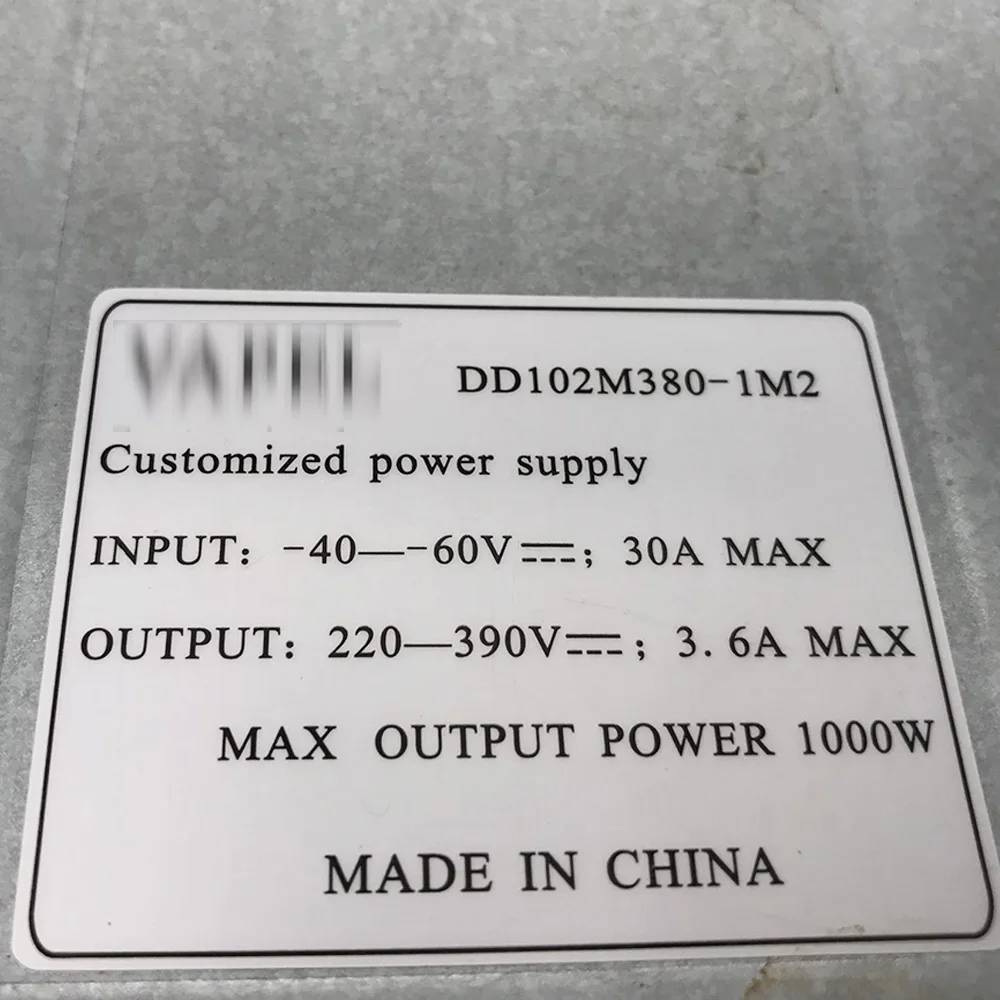 DD102M380-1M2
Customized power supply
INPUT: -40—-60V⎓; 30A MAX
OUTPUT: 220—390V⎓; 3.6A MAX
MAX OUTPUT POWER 1000W
MADE IN CHINA